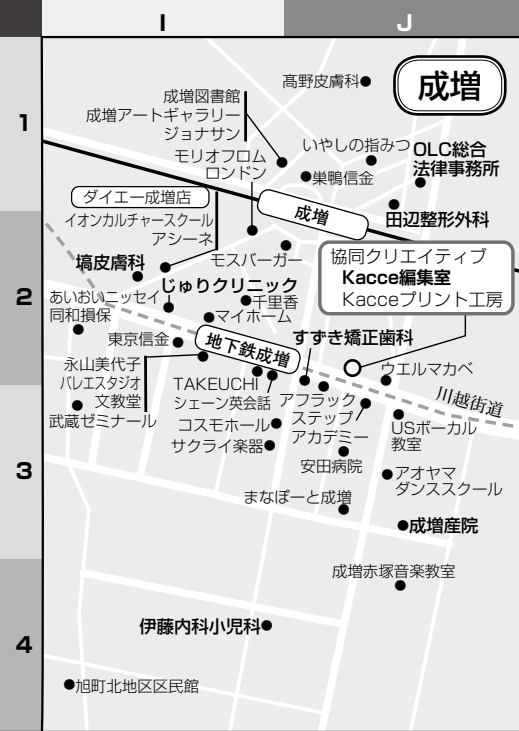 I
J
成増
1
2
3
4
髙野皮膚科
成増図書館
成増アートギャラリー
ジョナサン
モリオフロム
ロンドン
いやしの指みつ
OLC総合
法律事務所
巣鴨信金
ダイエー成増店
イオンカルチャースクール
アシーネ
成増
田辺整形外科
モスバーガー
協同クリエイティブ
Kacce編集室
Kacceプリント工房
塙皮膚科
じゅりクリニック
あいおいニッセイ
同和損保
千里香
マイホーム
東京信金
地下鉄成増
すずき矯正歯科
永山美代子
バレエスタジオ
文教堂
武蔵ゼミナール
TAKEUCHI
シェーン英会話
ウエルマカベ
川越街道
アフラック
ステップ
アカデミー
コスモホール
サクライ楽器
USボーカル
教室
安田病院
アオヤマ
ダンススクール
まなぽーと成増
成増産院
成増赤塚音楽教室
伊藤内科小児科
旭町北地区区民館